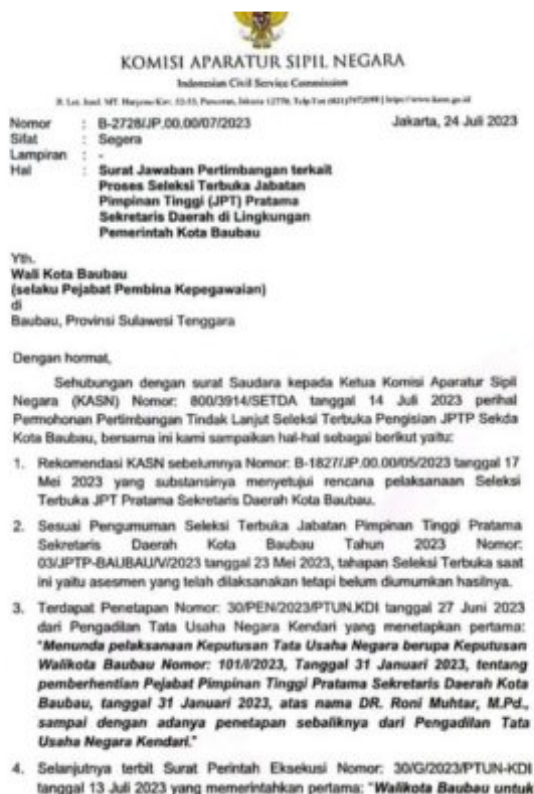 KOMISI APARATUR SIPIL NEGARA
Indonesian Civil Service Commission
Jl. Let. Jend. MT. Haryono Kav. 52-53, Pancoran, Jakarta 12770,
Nomor : B-2728/JP.00.00/07/2023 Jakarta, 24 Juli 2023
Sifat : Segera
Lampiran : -
Hal : Surat Jawaban Pertimbangan terkait
Proses Seleksi Terbuka Jabatan
Pimpinan Tinggi (JPT) Pratama
Sekretaris Daerah di Lingkungan
Pemerintah Kota Baubau
Yth.
Wali Kota Baubau
(selaku Pejabat Pembina Kepegawaian)
di
Baubau, Provinsi Sulawesi Tenggara
Dengan hormat,
Sehubungan dengan surat Saudara kepada Ketua Komisi Aparatur Sipil
Negara (KASN) Nomor: 800/3914/SETDA tanggal 14 Juli 2023 perihal
Permohonan Pertimbangan Tindak Lanjut Seleksi Terbuka Pengisian JPTP Sekda
Kota Baubau, bersama ini kami sampaikan hal-hal sebagai berikut yaitu:
1. Rekomendasi KASN sebelumnya Nomor: B-1827/JP.00.00/05/2023 tanggal 17
Mei 2023 yang substansinya menyetujui rencana pelaksanaan Seleksi
Terbuka JPT Pratama Sekretaris Daerah Kota Baubau.
2. Sesuai Pengumuman Seleksi Terbuka Jabatan Pimpinan Tinggi Pratama
Sekretaris Daerah Kota Baubau Tahun 2023 Nomor:
03/JPTP-BAUBAU/V/2023 tanggal 23 Mei 2023, tahapan Seleksi Terbuka saat
ini yaitu asesmen yang telah dilaksanakan tetapi belum diumumkan hasilnya.
3. Terdapat Penetapan Nomor: 30/PEN/2023/PTUN.KDI tanggal 27 Juni 2023
dari Pengadilan Tata Usaha Negara Kendari yang menetapkan pertama:
"Menunda pelaksanaan Keputusan Tata Usaha Negara berupa Keputusan
Walikota Baubau Nomor: 101/I/2023, Tanggal 31 Januari 2023, tentang
pemberhentian Pejabat Pimpinan Tinggi Pratama Sekretaris Daerah Kota
Baubau, tanggal 31 Januari 2023, atas nama DR. Roni Muhtar, M.Pd.,
sampai dengan adanya penetapan sebaliknya dari Pengadilan Tata
Usaha Negara Kendari."
4. Selanjutnya terbit Surat Perintah Eksekusi Nomor: 30/G/2023/PTUN-KDI
tanggal 13 Juli 2023 yang memerintahkan pertama: "Walikota Baubau untuk